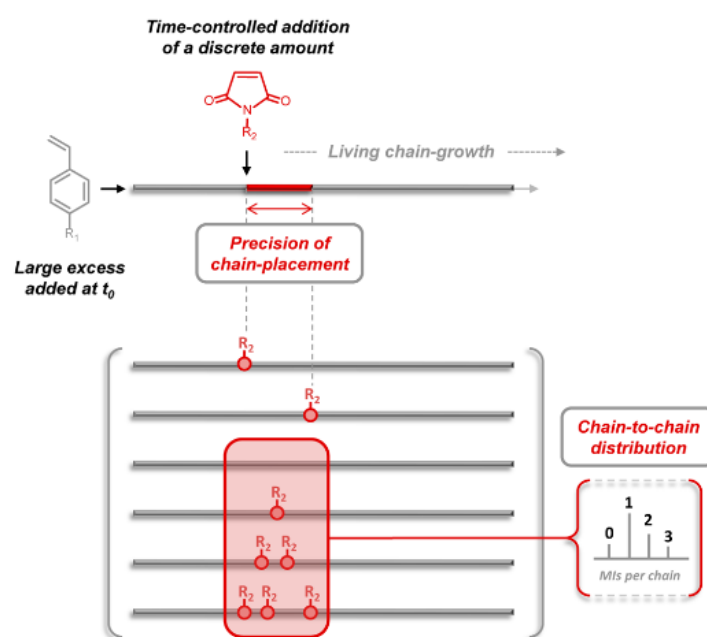 Time-controlled addition
of a discrete amount
O
N
O
R2
Living chain-growth
R1
Precision of
chain-placement
Large excess
added at t0
R2
R2
Chain-to-chain
distribution
R2
0
1
2
3
R2 R2
MIs per chain
R2 R2 R2